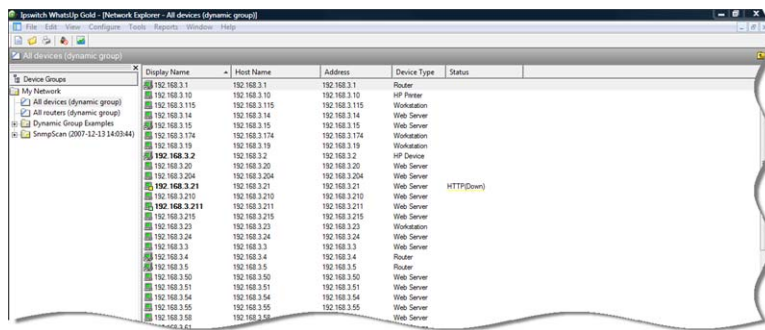 Ipswitch WhatsUp Gold - [Network Explorer - All devices (dynamic group)]
File Edit View Configure Tools Reports Window Help
All devices (dynamic group)
Device Groups
My Network
All devices (dynamic group)
All routers (dynamic group)
Dynamic Group Examples
SnmpScan (2007-12-13 14:03:44)
Display Name Host Name Address Device Type Status
192.168.3.1 192.168.3.1 192.168.3.1 Router
192.168.3.10 192.168.3.10 192.168.3.10 HP Printer
192.168.3.115 192.168.3.115 192.168.3.115 Workstation
192.168.3.14 192.168.3.14 192.168.3.14 Web Server
192.168.3.15 192.168.3.15 192.168.3.15 Web Server
192.168.3.174 192.168.3.174 192.168.3.174 Workstation
192.168.3.19 192.168.3.19 192.168.3.19 Workstation
192.168.3.2 192.168.3.2 192.168.3.2 HP Device
192.168.3.20 192.168.3.20 192.168.3.20 Web Server
192.168.3.204 192.168.3.204 192.168.3.204 Web Server
192.168.3.21 192.168.3.21 192.168.3.21 Web Server HTTP(Down)
192.168.3.210 192.168.3.210 192.168.3.210 Web Server
192.168.3.211 192.168.3.211 192.168.3.211 Web Server
192.168.3.215 192.168.3.215 192.168.3.215 Web Server
192.168.3.23 192.168.3.23 192.168.3.23 Workstation
192.168.3.24 192.168.3.24 192.168.3.24 Web Server
192.168.3.3 192.168.3.3 192.168.3.3 Web Server
192.168.3.4 192.168.3.4 192.168.3.4 Router
192.168.3.5 192.168.3.5 192.168.3.5 Router
192.168.3.50 192.168.3.50 192.168.3.50 Web Server
192.168.3.51 192.168.3.51 192.168.3.51 Web Server
192.168.3.54 192.168.3.54 192.168.3.54 Web Server
192.168.3.55 192.168.3.55 192.168.3.55 Web Server
192.168.3.58 192.168.3.58 192.168.3.58 Web Server